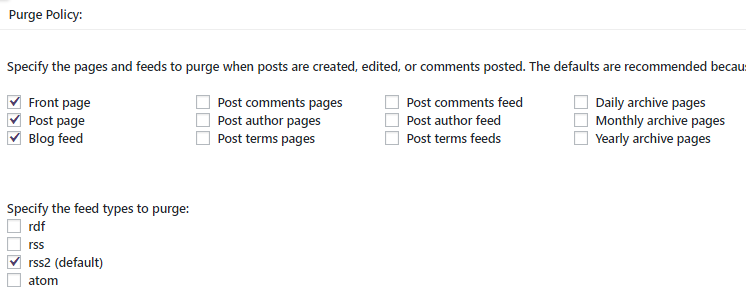 Purge Policy:
Specify the pages and feeds to purge when posts are created, edited, or comments posted. The defaults are recommended becau
Front page Post comments pages Post comments feed Daily archive pages
Post page Post author pages Post author feed Monthly archive pages
Blog feed Post terms pages Post terms feeds Yearly archive pages
Specify the feed types to purge:
rdf
rss
rss2 (default)
atom